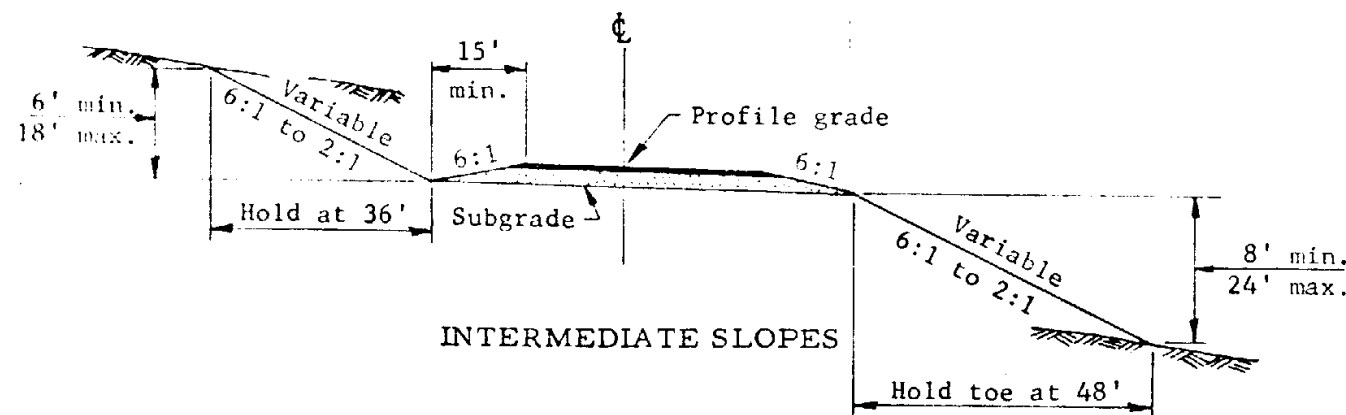 ℄
15'
min.
6' min.
18' max.
Variable
6:1 to 2:1
6:1
Profile grade
6:1
Hold at 36'
Subgrade
Variable
6:1 to 2:1
8' min.
24' max.
INTERMEDIATE SLOPES
Hold toe at 48'